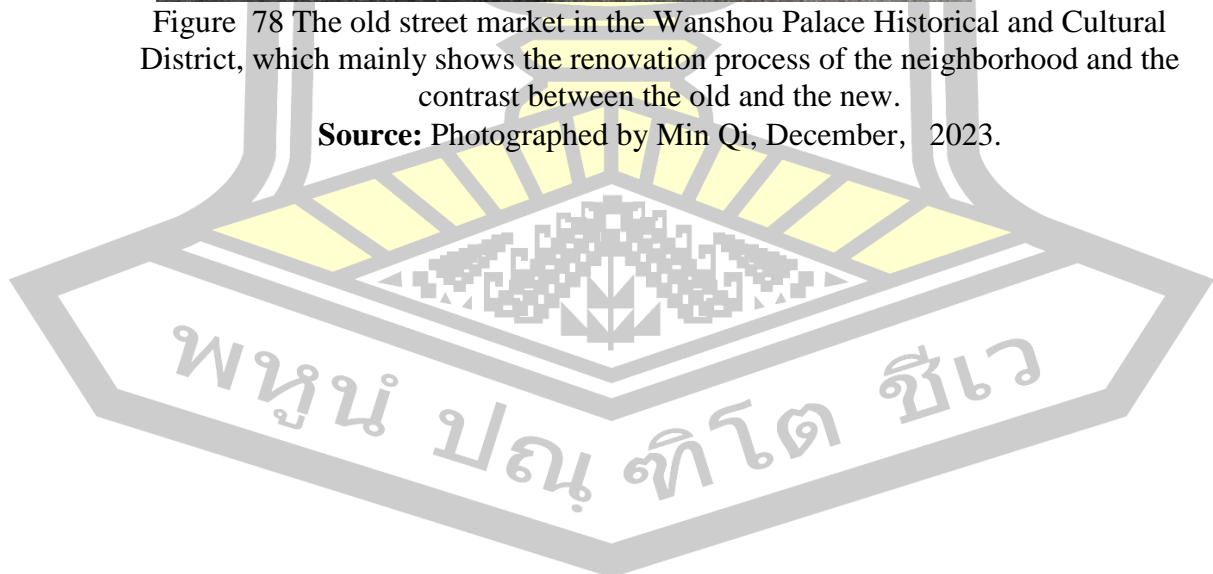 Figure  78 The old street market in the Wanshou Palace Historical and Cultural
District, which mainly shows the renovation process of the neighborhood and the
contrast between the old and the new.
Source: Photographed by Min Qi, December， 2023.
พหูนํ ปณฺฑิโต ชีเว